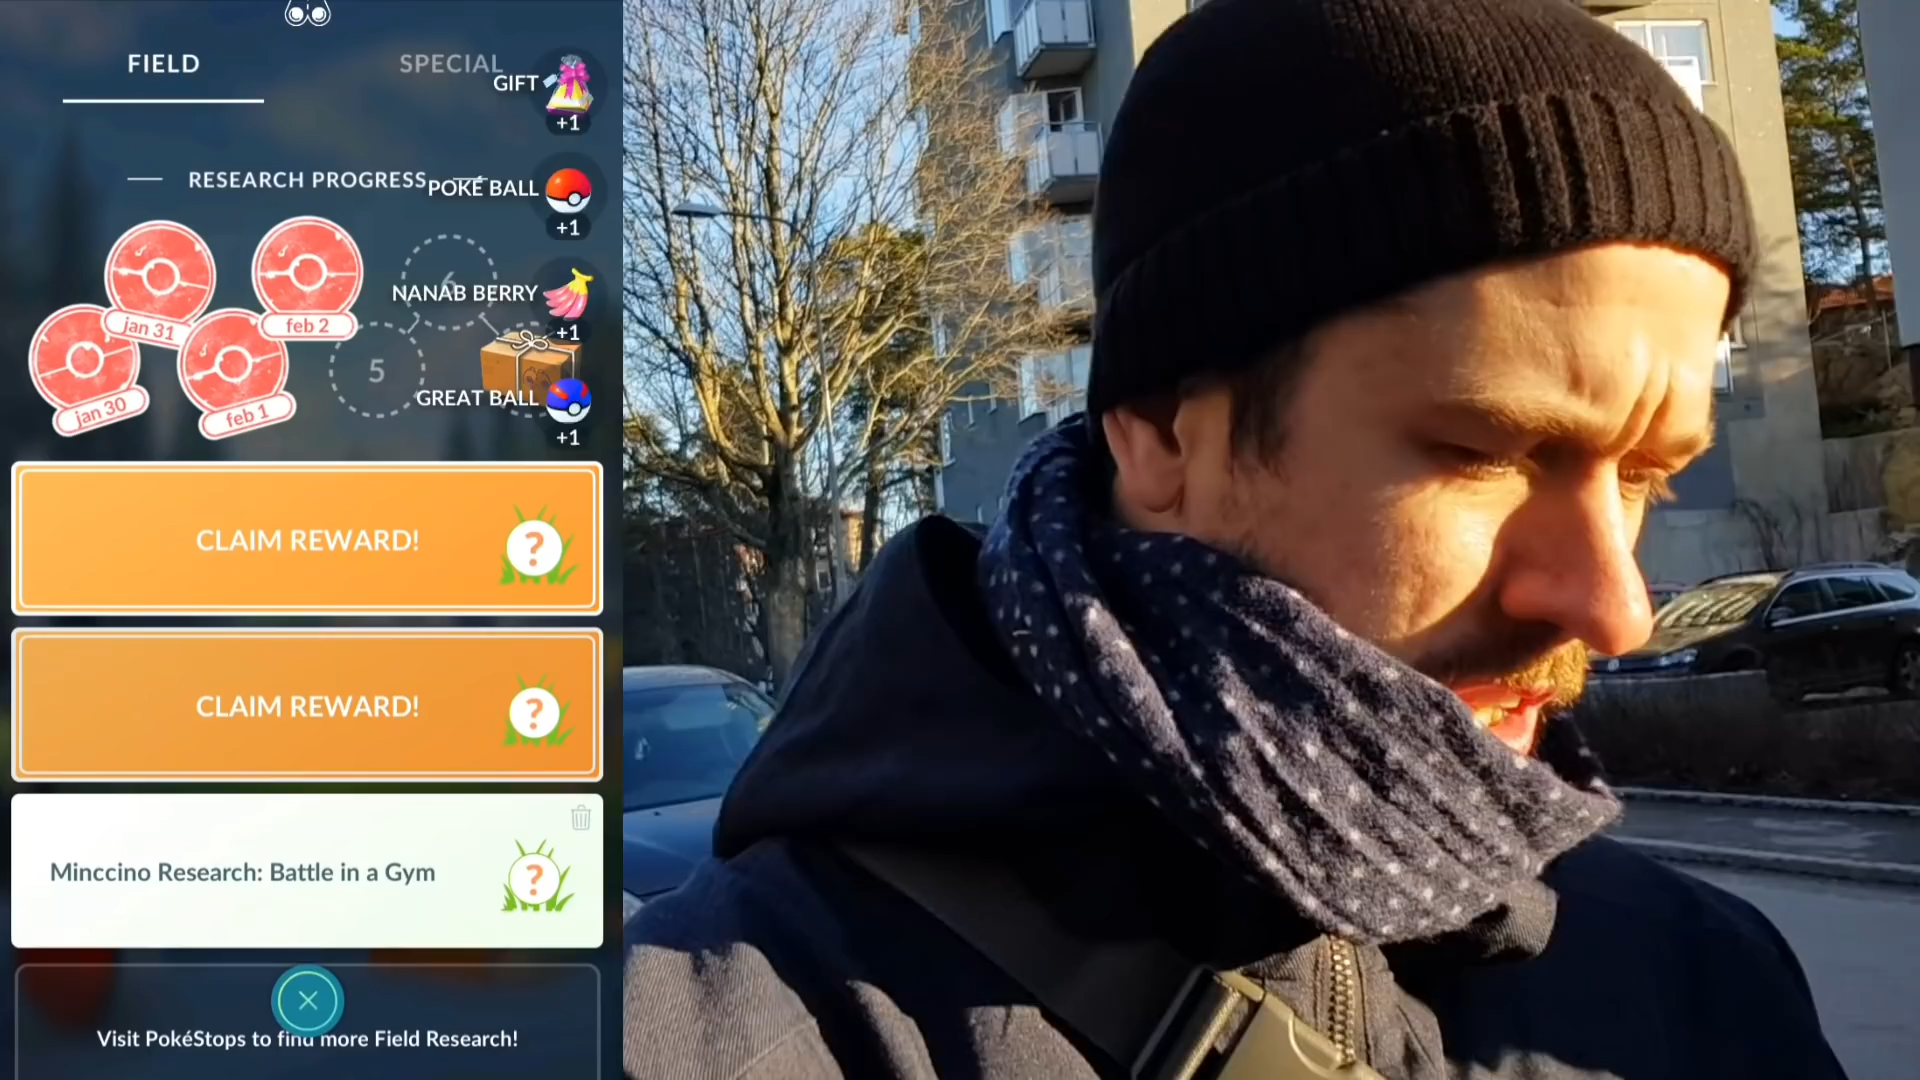 FIELD
SPECIAL
GIFT
+1
RESEARCH PROGRESS
POKÉ BALL
+1
NANAB BERRY
6
+1
jan 31
feb 2
jan 30
feb 1
5
GREAT BALL
+1
CLAIM REWARD!
?
CLAIM REWARD!
?
Minccino Research: Battle in a Gym
?
Visit PokéStops to find more Field Research!